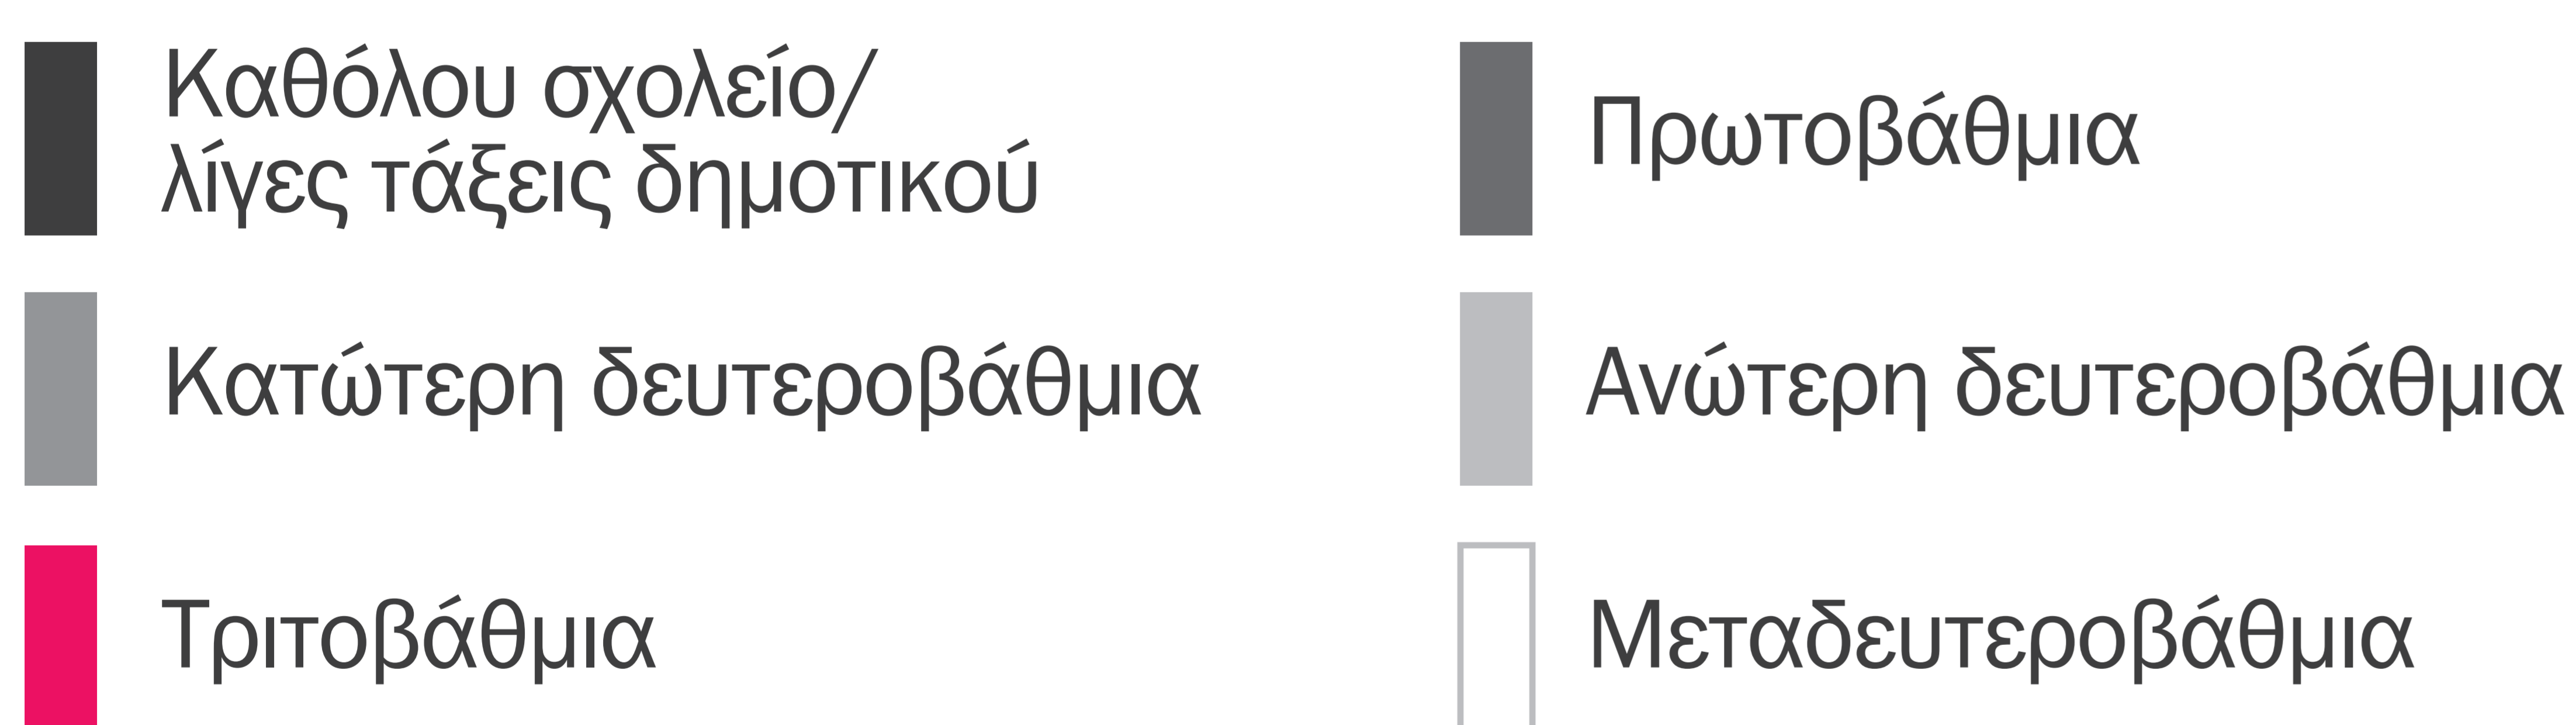 Καθόλου σχολείο/
λίγες τάξεις δημοτικού
Πρωτοβάθμια
Κατώτερη δευτεροβάθμια
Ανώτερη δευτεροβάθμια
Τριτοβάθμια
Μεταδευτεροβάθμια